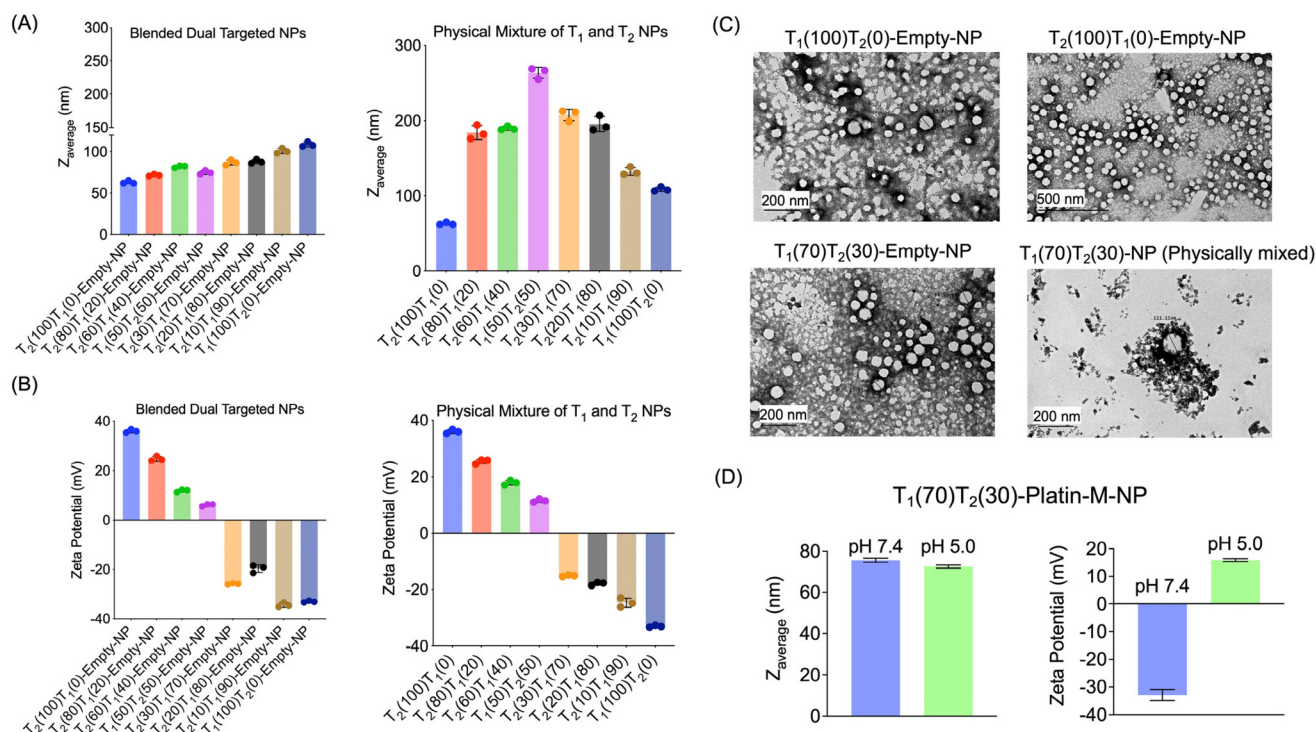 (A)
Blended Dual Targeted NPs
Z average (nm)
300
250
200
150
100
50
0
T2(100)T1(0)-Empty-NP
T2(80)T1(20)-Empty-NP
T2(60)T1(40)-Empty-NP
T1(50)T2(50)-Empty-NP
T2(30)T1(70)-Empty-NP
T2(20)T1(80)-Empty-NP
T2(10)T1(90)-Empty-NP
T1(100)T2(0)-Empty-NP
Physical Mixture of T1 and T2 NPs
Z average (nm)
300
200
100
0
T2(100)T1(0)
T2(80)T1(20)
T2(60)T1(40)
T1(50)T2(50)
T2(30)T1(70)
T2(20)T1(80)
T2(10)T1(90)
T1(100)T2(0)
(B)
Blended Dual Targeted NPs
Zeta Potential (mV)
40
20
0
-20
-40
T2(100)T1(0)-Empty-NP
T2(80)T1(20)-Empty-NP
T2(60)T1(40)-Empty-NP
T1(50)T2(50)-Empty-NP
T2(30)T1(70)-Empty-NP
T2(20)T1(80)-Empty-NP
T2(10)T1(90)-Empty-NP
T1(100)T2(0)-Empty-NP
Physical Mixture of T1 and T2 NPs
Zeta Potential (mV)
40
20
0
-20
-40
T2(100)T1(0)
T2(80)T1(20)
T2(60)T1(40)
T1(50)T2(50)
T2(30)T1(70)
T2(20)T1(80)
T2(10)T1(90)
T1(100)T2(0)
(C)
T1(100)T2(0)-Empty-NP
200 nm
T2(100)T1(0)-Empty-NP
500 nm
T1(70)T2(30)-Empty-NP
200 nm
T1(70)T2(30)-NP (Physically mixed)
200 nm
(D)
T1(70)T2(30)-Platin-M-NP
Z average (nm)
80
60
40
20
0
pH 7.4
pH 5.0
Zeta Potential (mV)
20
10
0
-10
-20
-30
-40
pH 7.4
pH 5.0